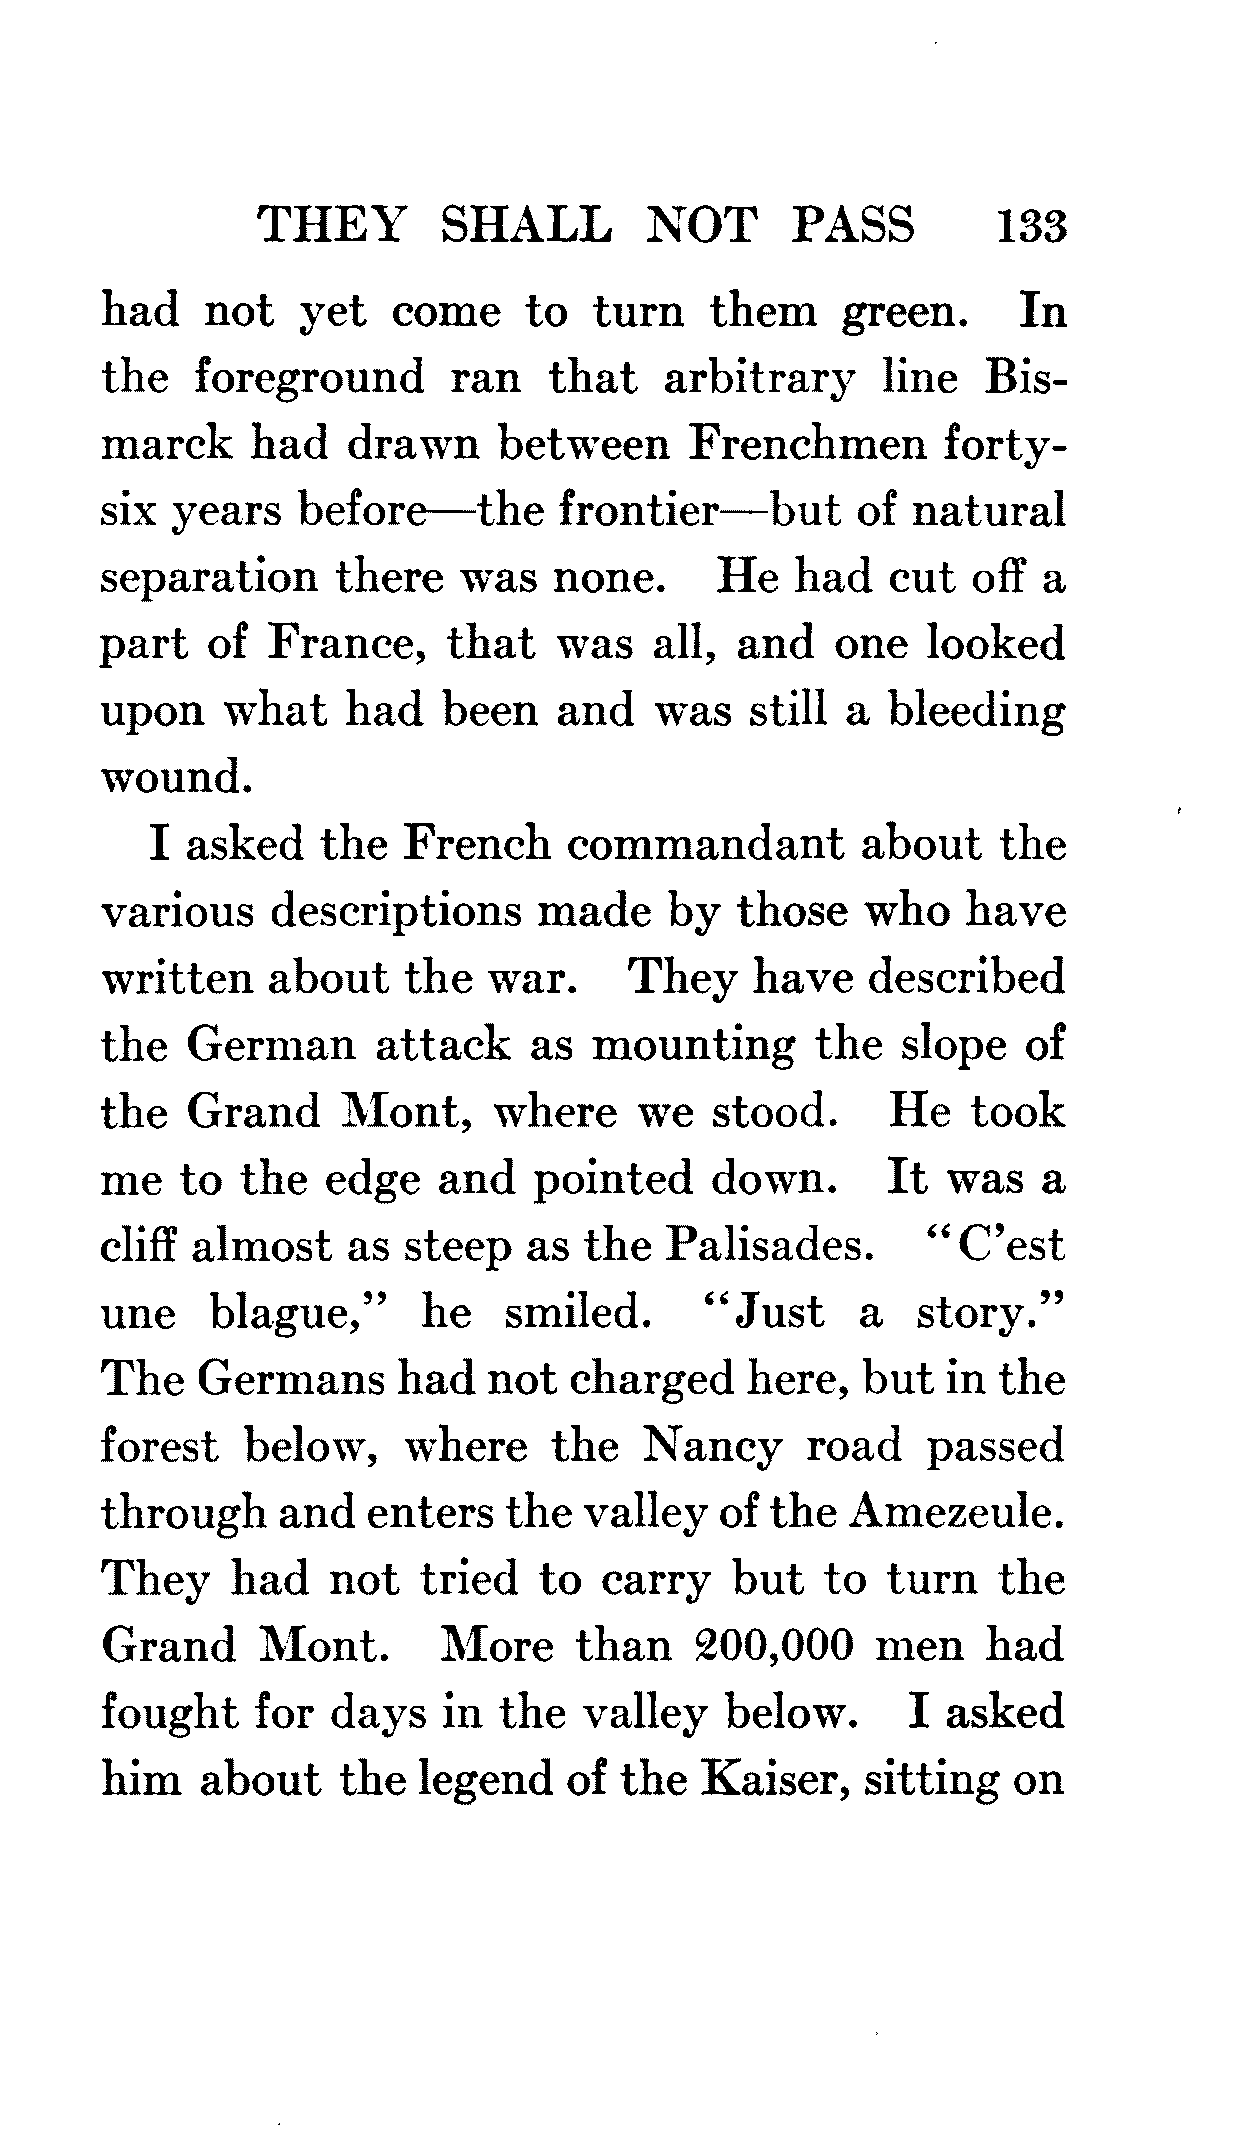 THEY SHALL NOT PASS 133
had not yet come to turn them green. In
the foreground ran that arbitrary line Bis-
marck had drawn between Frenchmen forty-
six years before—the frontier—but of natural
separation there was none. He had cut off a
part of France, that was all, and one looked
upon what had been and was still a bleeding
wound.
I asked the French commandant about the
various descriptions made by those who have
written about the war. They have described
the German attack as mounting the slope of
the Grand Mont, where we stood. He took
me to the edge and pointed down. It was a
cliff almost as steep as the Palisades. "C'est
une blague," he smiled. "Just a story."
The Germans had not charged here, but in the
forest below, where the Nancy road passed
through and enters the valley of the Amezeule.
They had not tried to carry but to turn the
Grand Mont. More than 200,000 men had
fought for days in the valley below. I asked
him about the legend of the Kaiser, sitting on